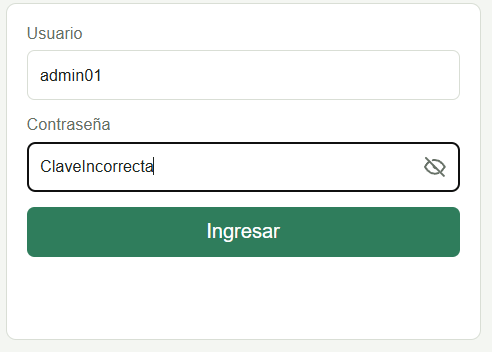 Usuario
admin01
Contraseña
ClaveIncorrecta
Ingresar